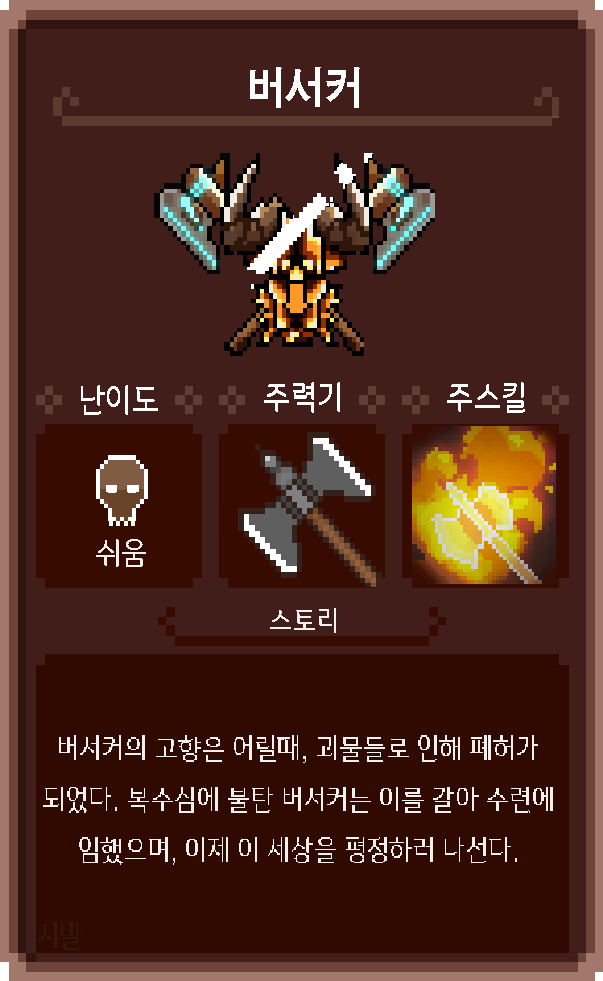 버서커
난이도 주력기 주스킬
쉬움
스토리
버서커의 고향은 어릴때, 괴물들로 인해 폐허가
되었다. 복수심에 불탄 버서커는 이를 갈아 수련에
임했으며, 이제 이 세상을 평정하러 나선다.
시발